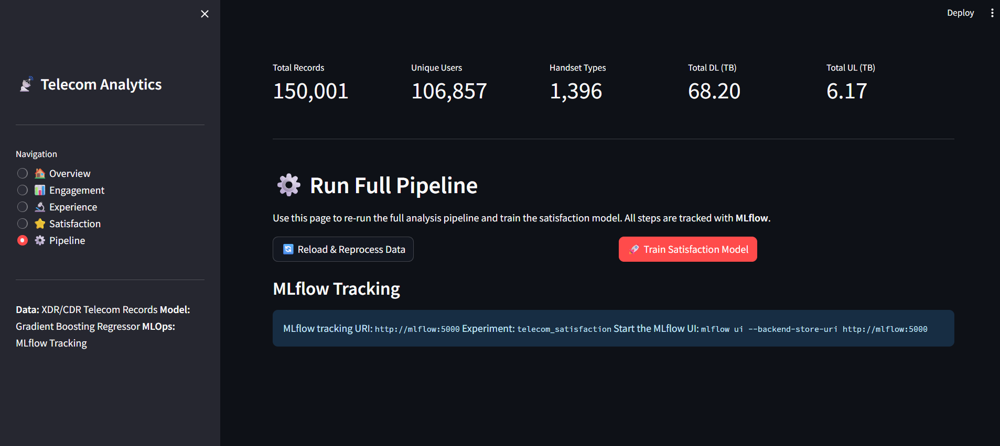 Deploy
Telecom Analytics
Navigation
Overview
Engagement
Experience
Satisfaction
Pipeline
Data: XDR/CDR Telecom Records Model:
Gradient Boosting Regressor MLOps:
MLflow Tracking
Total Records
150,001
Unique Users
106,857
Handset Types
1,396
Total DL (TB)
68.20
Total UL (TB)
6.17
Run Full Pipeline
Use this page to re-run the full analysis pipeline and train the satisfaction model. All steps are tracked with MLflow.
Reload & Reprocess Data
Train Satisfaction Model
MLflow Tracking
MLflow tracking URI: http://mlflow:5000 Experiment: telecom_satisfaction Start the MLflow UI: mlflow ui --backend-store-uri http://mlflow:5000